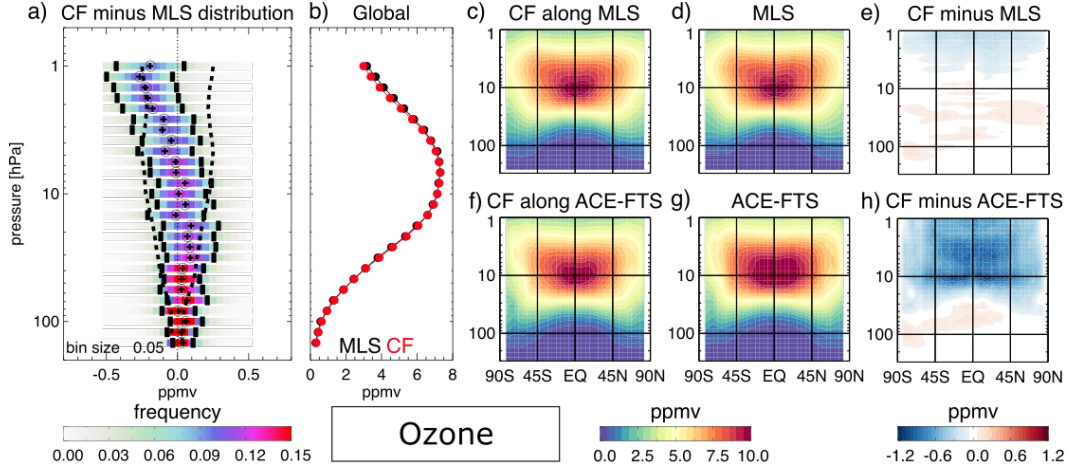 a) CF minus MLS distribution
b) Global
c) CF along MLS
d) MLS
e) CF minus MLS
1
10
100
pressure [hPa]
bin size 0.05
-0.5 0.0 0.5
ppmv
MLS CF
0 2 4 6 8
ppmv
1
10
100
1
10
100
1
10
100
f) CF along ACE-FTS
g) ACE-FTS
h) CF minus ACE-FTS
1
10
100
1
10
100
1
10
100
90S 45S EQ 45N 90N
90S 45S EQ 45N 90N
90S 45S EQ 45N 90N
frequency
0.00 0.03 0.06 0.09 0.12 0.15
Ozone
ppmv
0.0 2.5 5.0 7.5 10.0
ppmv
-1.2 -0.6 0.0 0.6 1.2